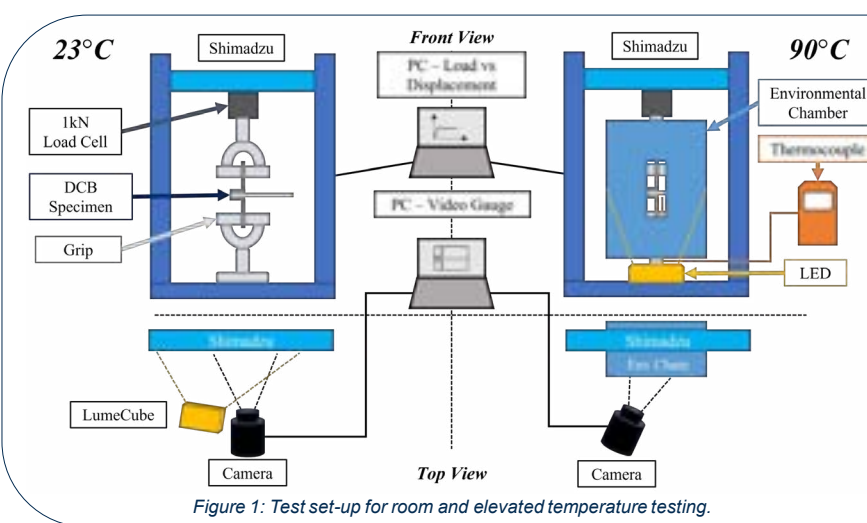 23°C
Shimadzu
Front View
Shimadzu
90°C
PC – Load vs
Displacement
Environmental
Chamber
1kN
Load Cell
Thermocouple
DCB
Specimen
PC – Video Gauge
Grip
LED
Shimadzu
Shimadzu
Env. Cham
LumeCube
Camera
Top View
Camera
Figure 1: Test set-up for room and elevated temperature testing.